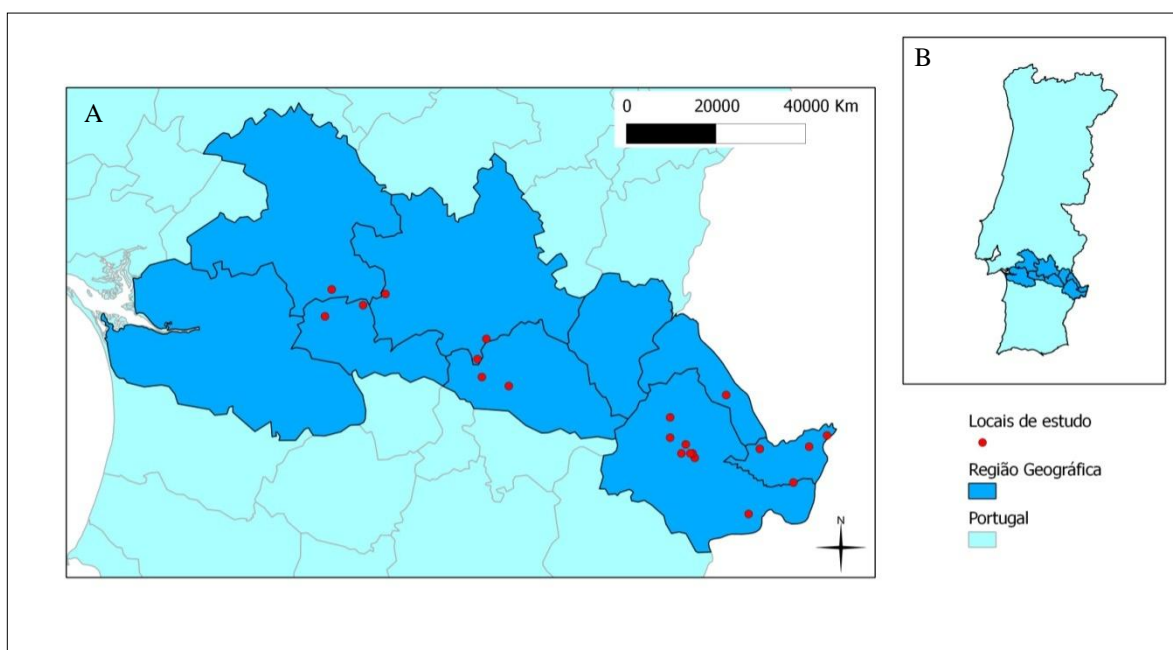 A
0 20000 40000 Km
N
B
Locais de estudo
Região Geográfica
Portugal